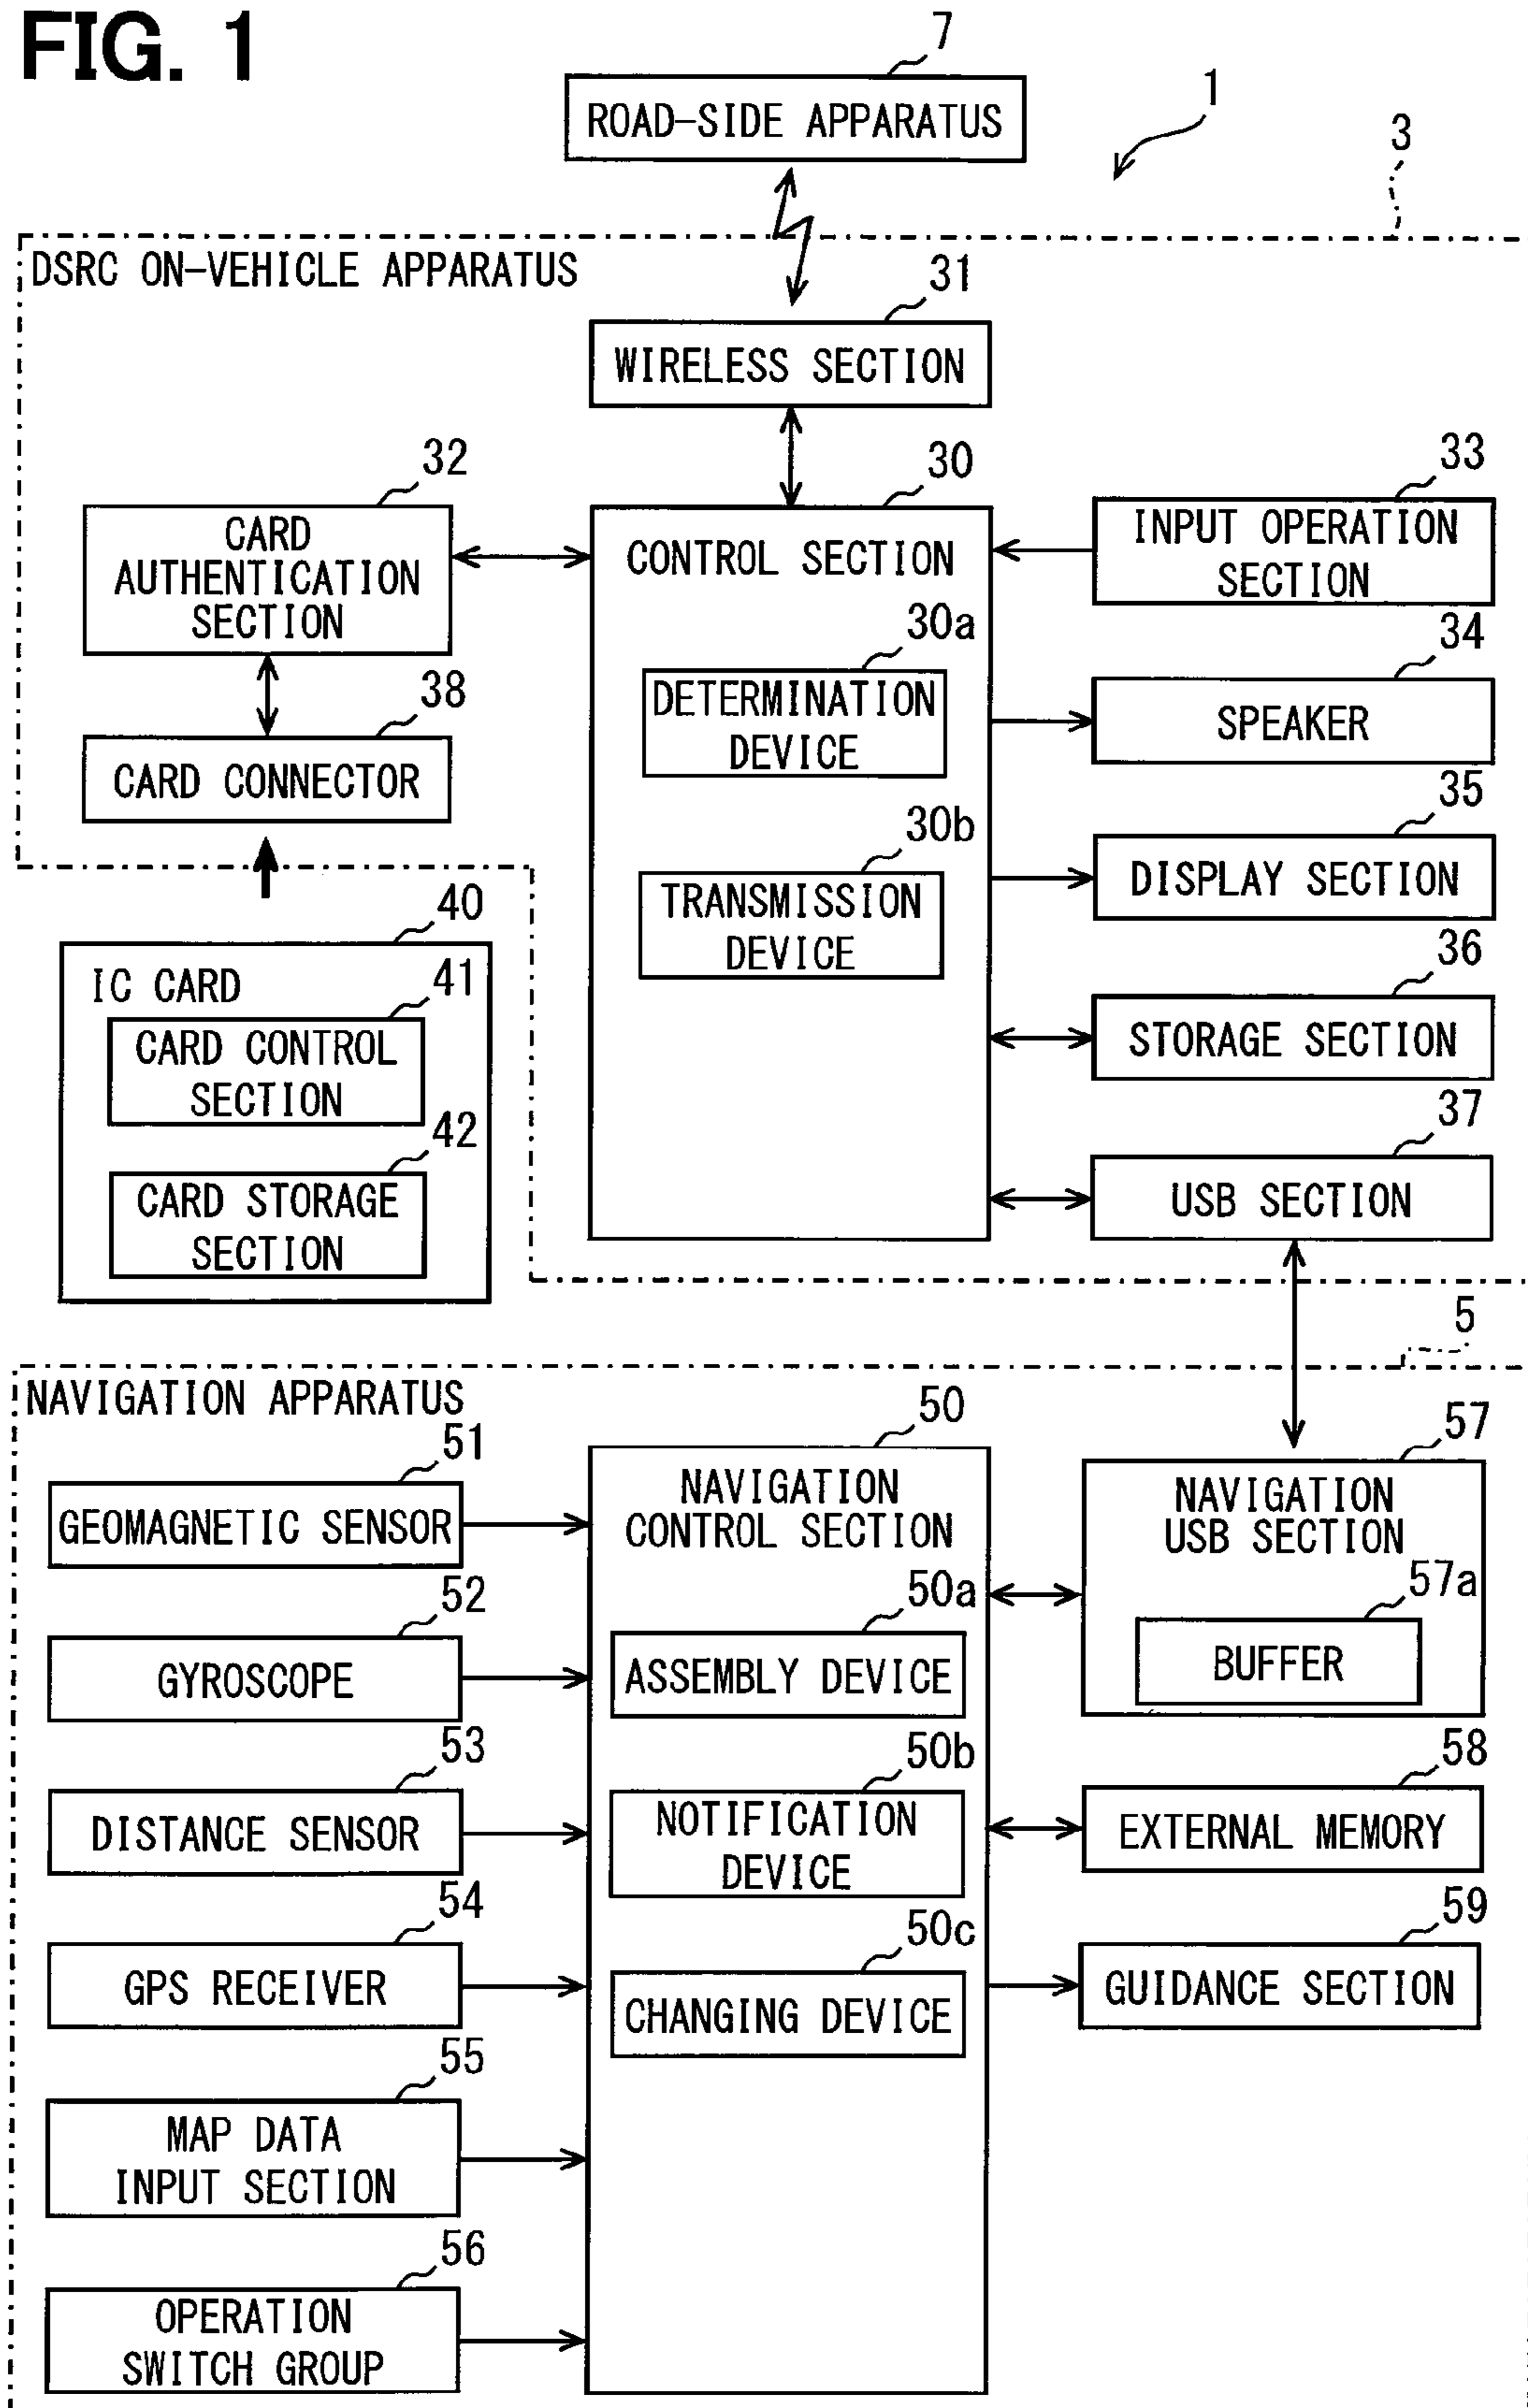 FIG. 1
7
ROAD-SIDE APPARATUS
1
3
DSRC ON-VEHICLE APPARATUS
31
WIRELESS SECTION
32
CARD
AUTHENTICATION
SECTION
38
CARD CONNECTOR
30
CONTROL SECTION
30a
DETERMINATION
DEVICE
30b
TRANSMISSION
DEVICE
33
INPUT OPERATION
SECTION
34
SPEAKER
35
DISPLAY SECTION
36
STORAGE SECTION
37
USB SECTION
40
IC CARD
41
CARD CONTROL
SECTION
42
CARD STORAGE
SECTION
5
NAVIGATION APPARATUS
51
GEOMAGNETIC SENSOR
52
GYROSCOPE
53
DISTANCE SENSOR
54
GPS RECEIVER
55
MAP DATA
INPUT SECTION
56
OPERATION
SWITCH GROUP
50
NAVIGATION
CONTROL SECTION
50a
ASSEMBLY DEVICE
50b
NOTIFICATION
DEVICE
50c
CHANGING DEVICE
57
NAVIGATION
USB SECTION
57a
BUFFER
58
EXTERNAL MEMORY
59
GUIDANCE SECTION